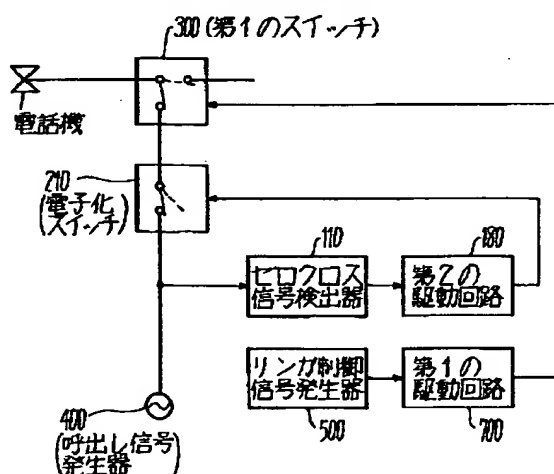 300(第1のスイッチ)
電話機
210
(電子化
スイッチ)
110
ゼロクロス
信号検出器
180
第2の
駆動回路
リンガ制御
信号発生器
500
第1の
駆動回路
700
400
(呼出し信号
発生器)